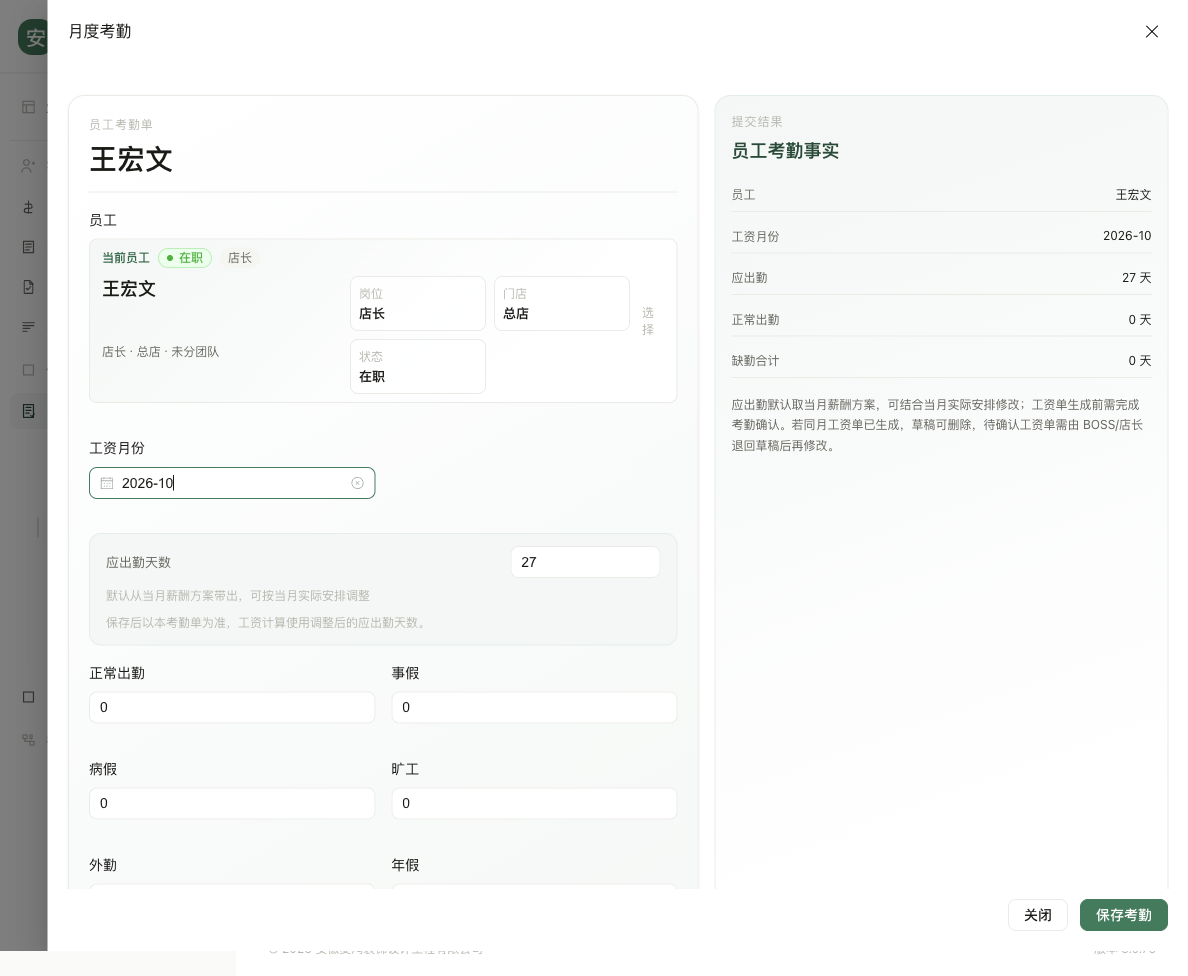 安
月度考勤
员工考勤单
王宏文
员工
当前员工 在职 店长
王宏文
岗位
店长
门店
总店
选择
店长 · 总店 · 未分团队
状态
在职
工资月份
2026-10
应出勤天数
27
默认从当月薪酬方案带出，可按当月实际安排调整
保存后以本考勤单为准，工资计算使用调整后的应出勤天数。
正常出勤 事假
0 0
病假 旷工
0 0
外勤 年假
提交结果
员工考勤事实
员工 王宏文
工资月份 2026-10
应出勤 27 天
正常出勤 0 天
缺勤合计 0 天
应出勤默认取当月薪酬方案，可结合当月实际安排修改；工资单生成前需完成
考勤确认。若同月工资单已生成，草稿可删除，待确认工资单需由 BOSS/店长
退回草稿后再修改。
关闭 保存考勤